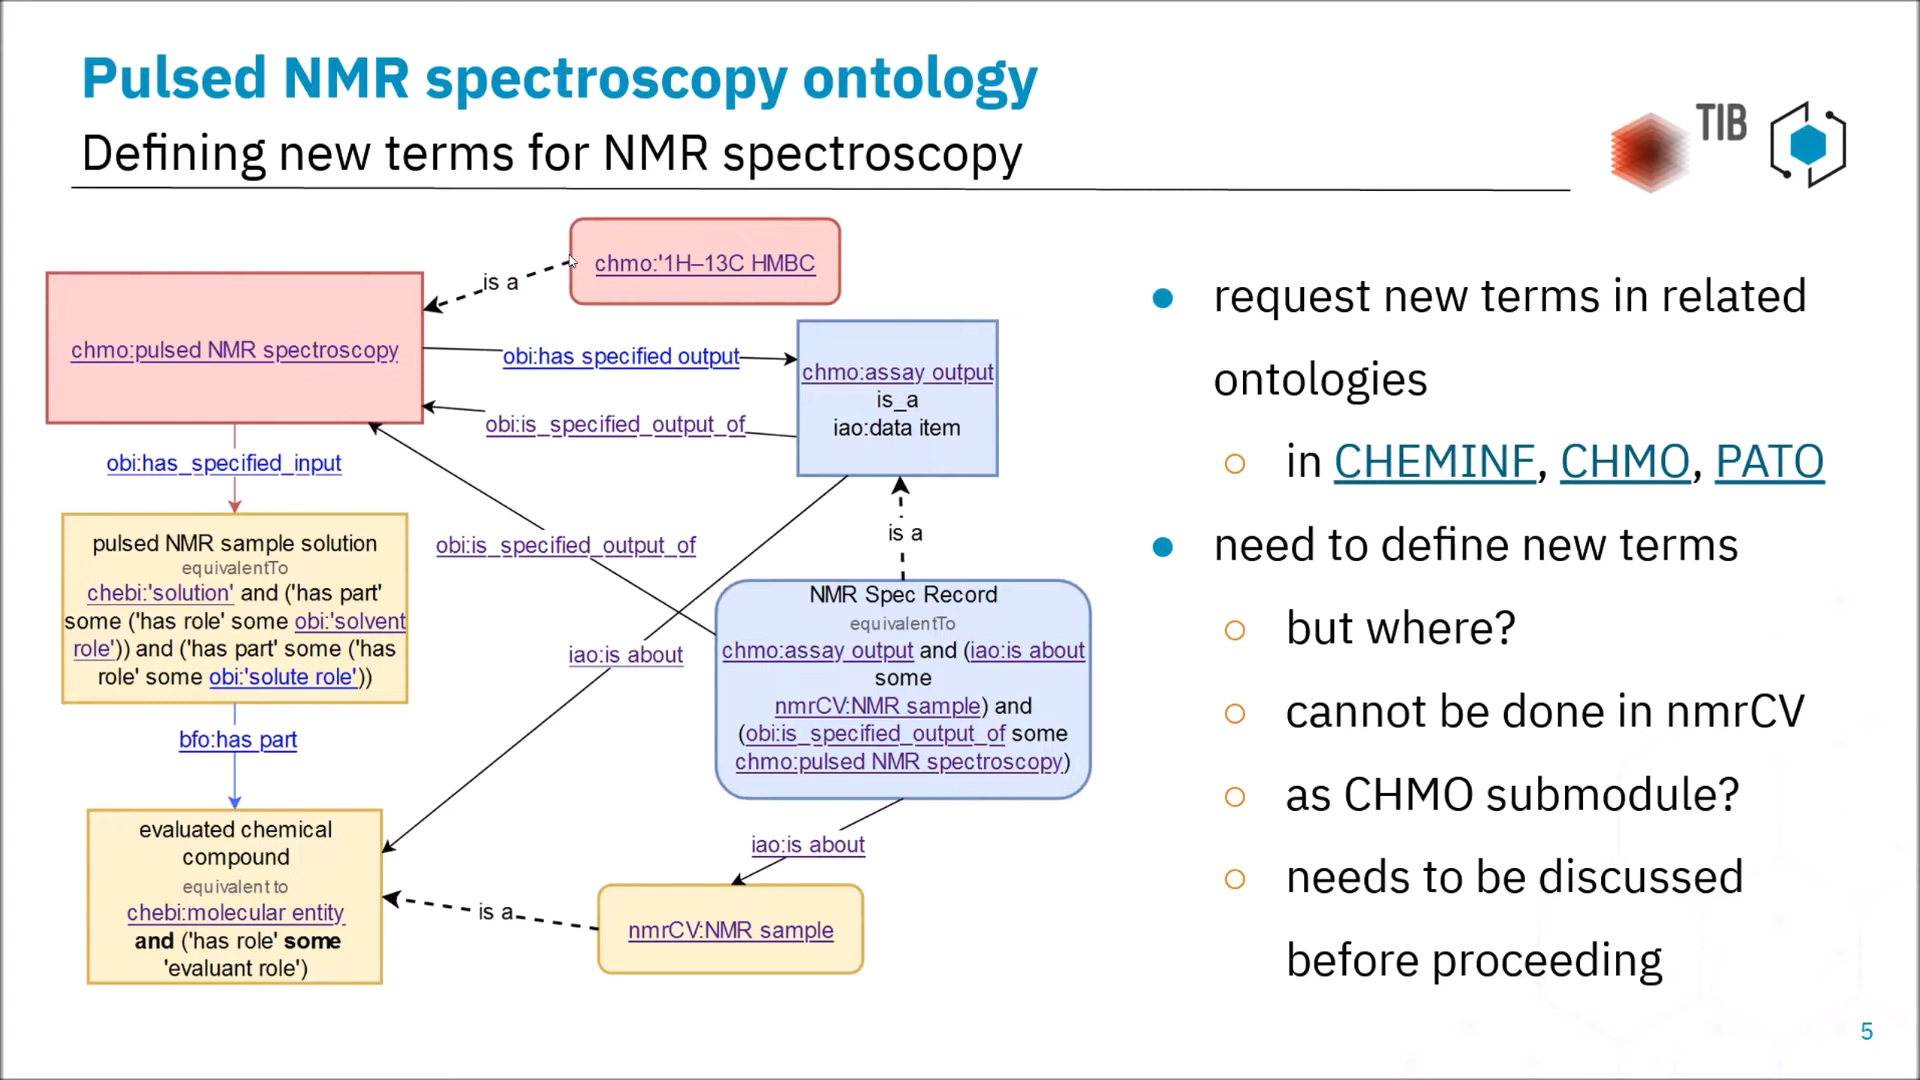 Pulsed NMR spectroscopy ontology
Defining new terms for NMR spectroscopy
TIB
chmo:'1H–13C HMBC
is a
chmo:pulsed NMR spectroscopy
obi:has specified output
chmo:assay output
is_a
iao:data item
obi:is_specified_output_of
obi:has_specified_input
is a
obi:is_specified_output_of
pulsed NMR sample solution
equivalentTo
chebi:'solution' and ('has part'
some ('has role' some obi:'solvent
role')) and ('has part' some ('has
role' some obi:'solute role'))
iao:is about
NMR Spec Record
equivalentTo
chmo:assay output and (iao:is about
some
nmrCV:NMR sample) and
(obi:is_specified_output_of some
chmo:pulsed NMR spectroscopy)
bfo:has part
iao:is about
evaluated chemical
compound
equivalent to
chebi:molecular entity
and ('has role' some
'evaluant role')
is a
nmrCV:NMR sample
request new terms in related
ontologies
in CHEMINF, CHMO, PATO
need to define new terms
but where?
cannot be done in nmrCV
as CHMO submodule?
needs to be discussed
before proceeding
5